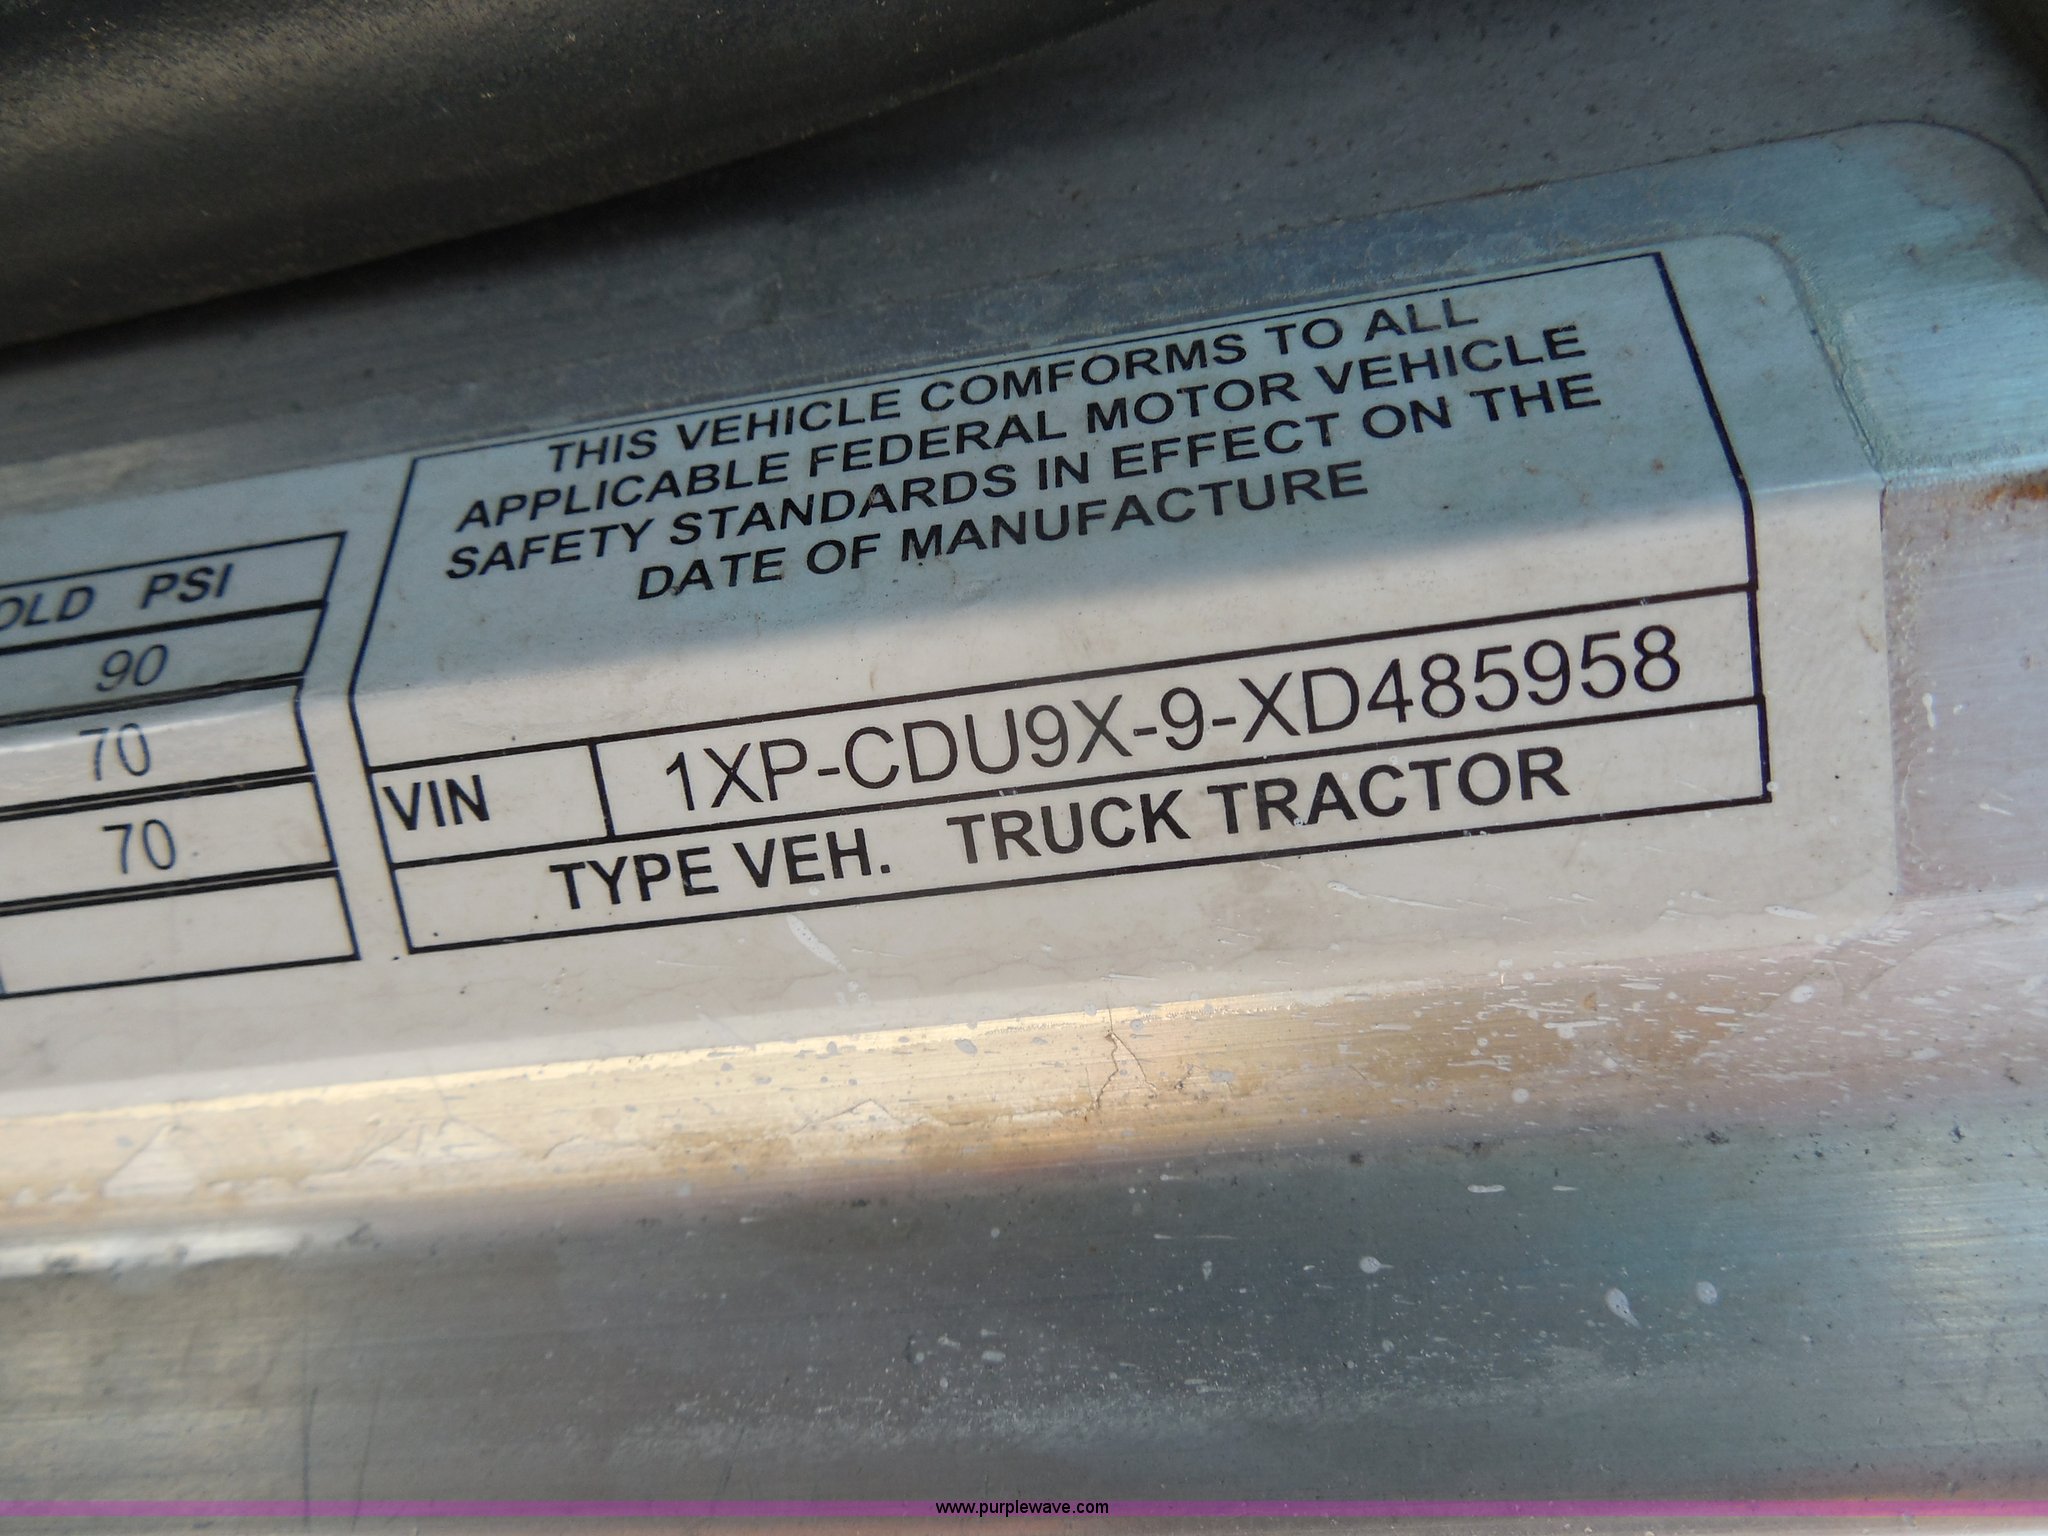 OLD PSI
90
70
70
THIS VEHICLE COMFORMS TO ALL
APPLICABLE FEDERAL MOTOR VEHICLE
SAFETY STANDARDS IN EFFECT ON THE
DATE OF MANUFACTURE
VIN 1XP-CDU9X-9-XD485958
TYPE VEH. TRUCK TRACTOR
www.purplewave.com